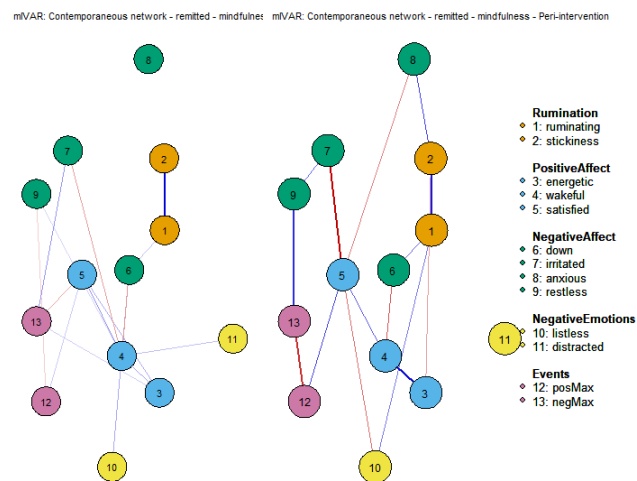 mlVAR: Contemporaneous network - remitted - mindfulnes
mlVAR: Contemporaneous network - remitted - mindfulness - Peri-intervention
8
7
2
9
1
6
5
13
4
11
3
12
10
8
7
2
9
1
6
5
13
4
3
12
10
11
Rumination
1: ruminating
2: stickiness
PositiveAffect
3: energetic
4: wakeful
5: satisfied
NegativeAffect
6: down
7: irritated
8: anxious
9: restless
NegativeEmotions
10: listless
11: distracted
Events
12: posMax
13: negMax